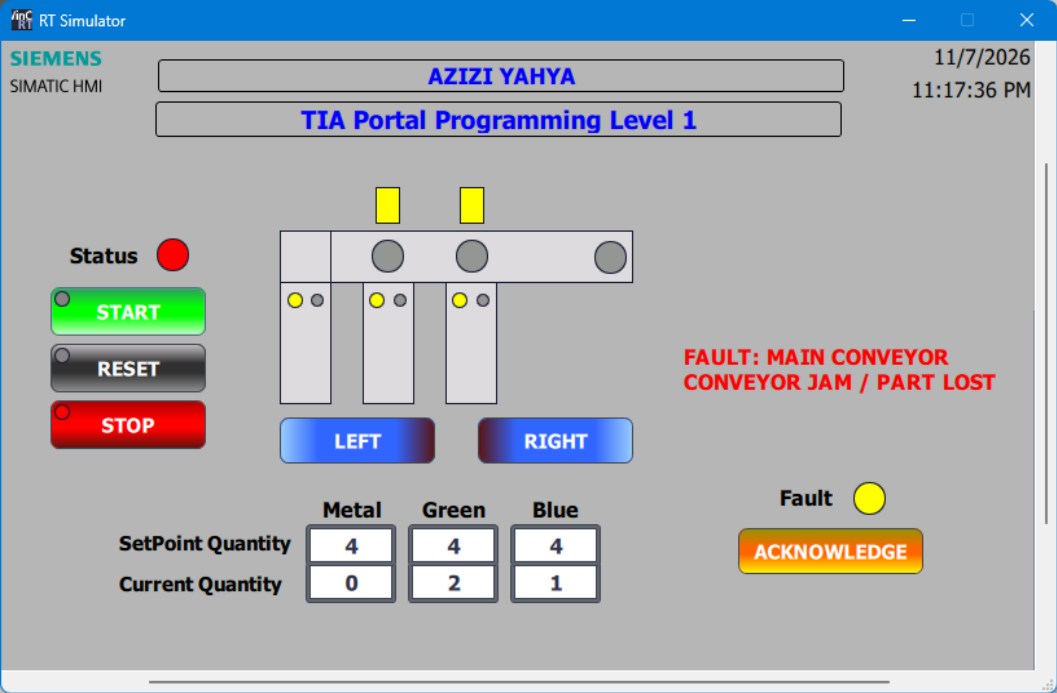 RT Simulator
SIEMENS
SIMATIC HMI
11/7/2026
11:17:36 PM
AZIZI YAHYA
TIA Portal Programming Level 1
Status
START
RESET
STOP
FAULT: MAIN CONVEYOR
CONVEYOR JAM / PART LOST
LEFT
RIGHT
Fault
ACKNOWLEDGE
Metal Green Blue
SetPoint Quantity 4 4 4
Current Quantity 0 2 1